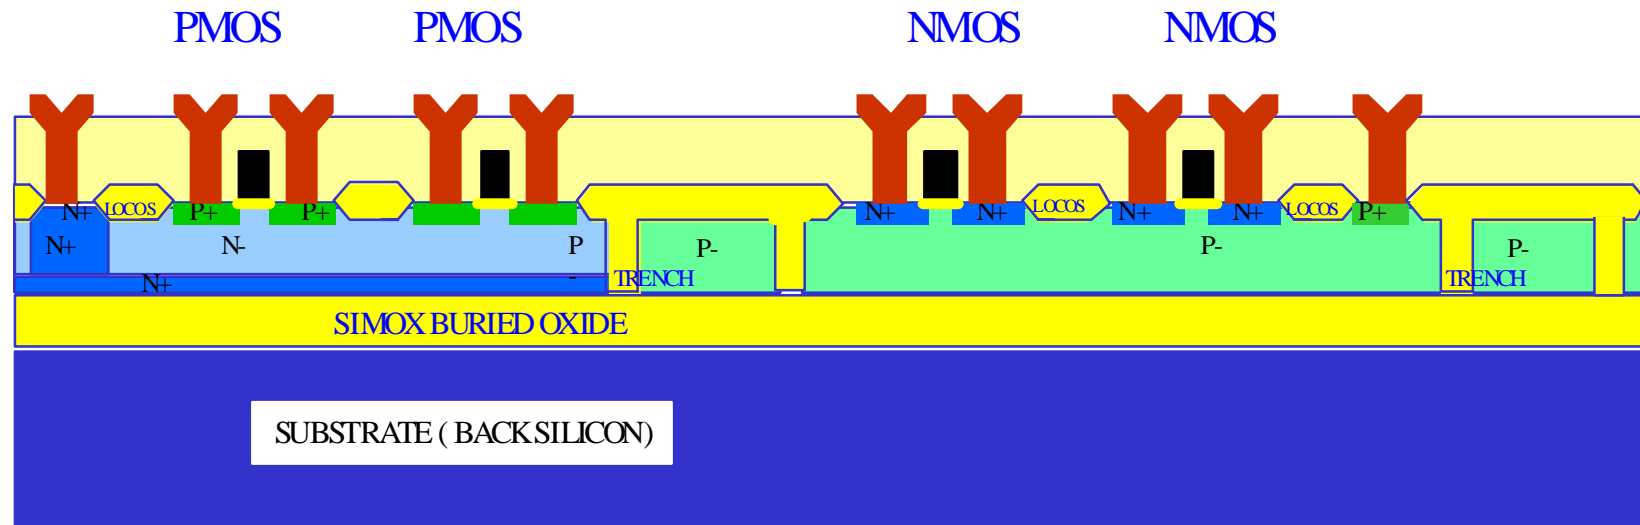 PMOS PMOS NMOS NMOS
N+ LOCOS P+ P+ N+ N+ LOCOS N+ N+ LOCOS P+
N+ N- P P- P- P-
N+ - TRENCH TRENCH
SIMOX BURIED OXIDE
SUBSTRATE ( BACK SILICON)